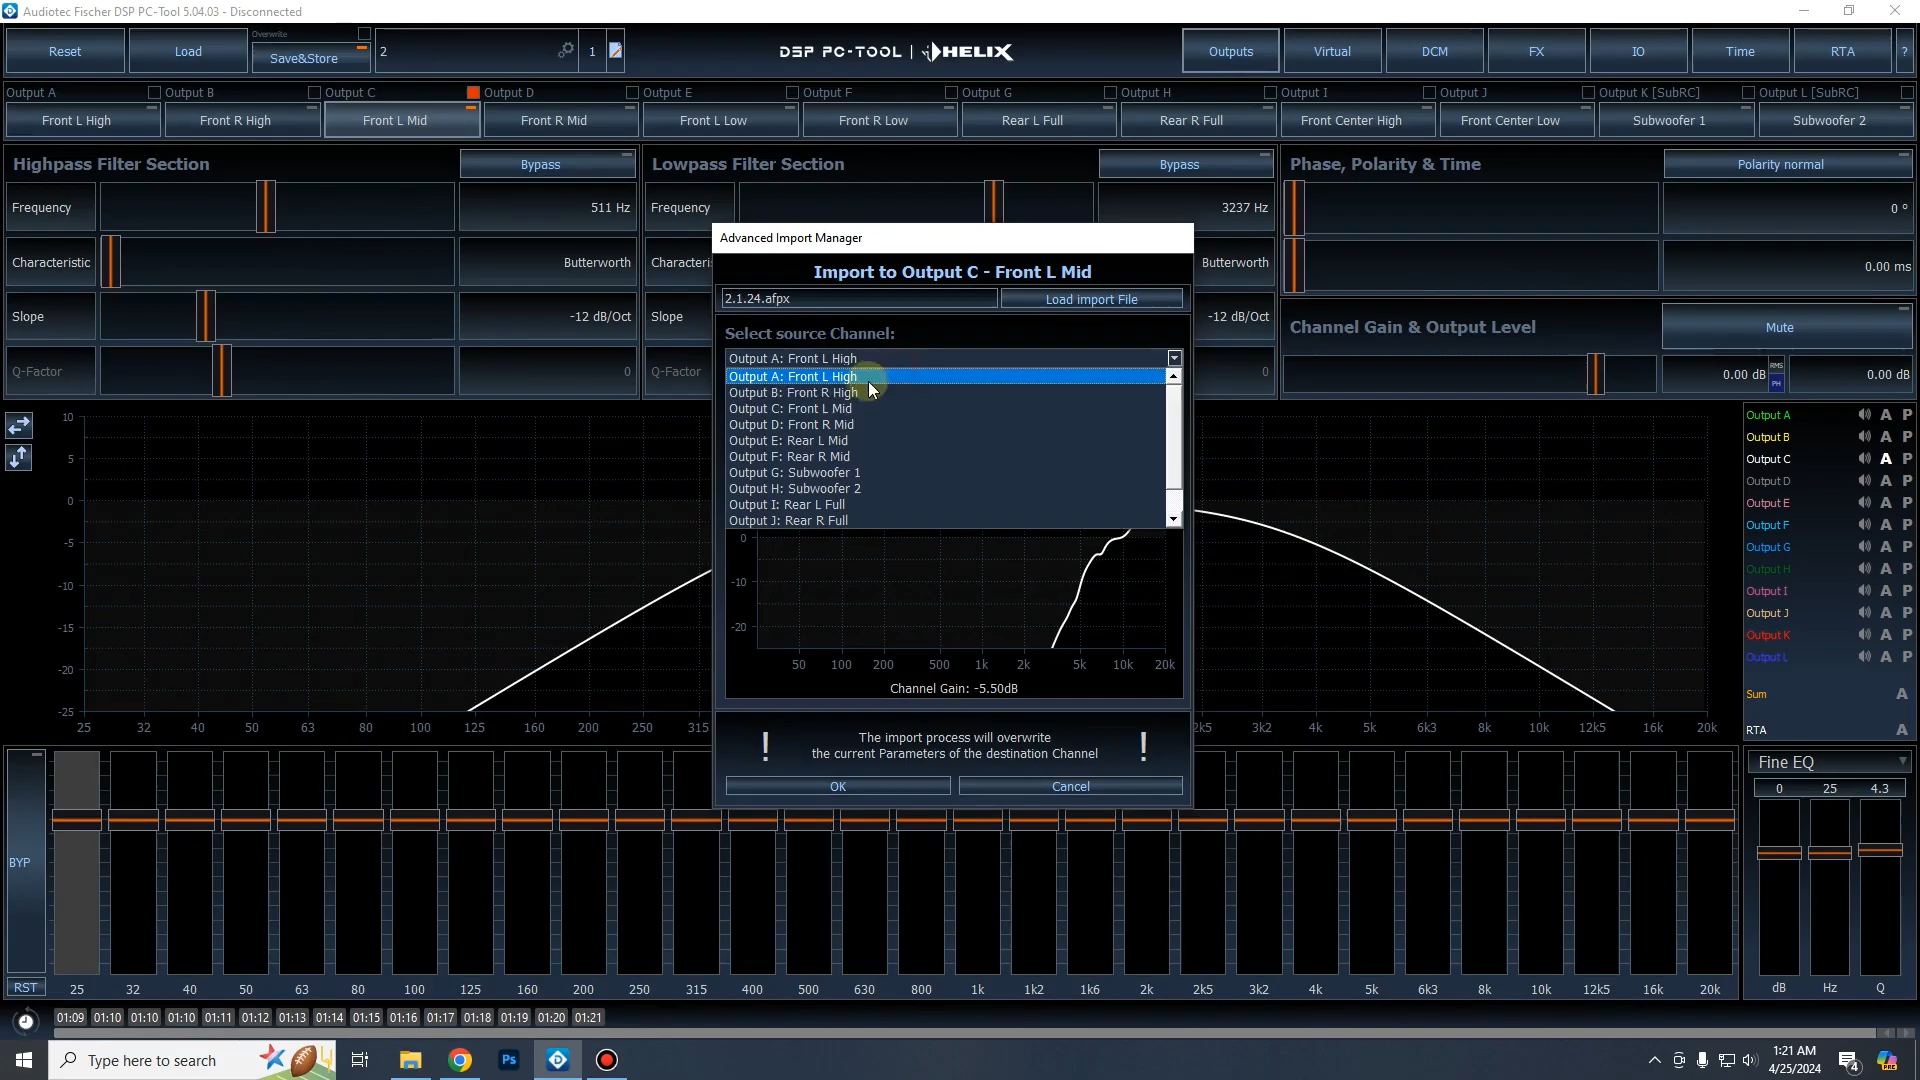 Audiotec Fischer DSP PC-Tool 5.04.03 - Disconnected
Reset
Load
Overwrite
Save&Store
2
1
DSP PC-TOOL | HELIX
Outputs
Virtual
DCM
FX
IO
Time
RTA
?
Output A
Output B
Output C
Output D
Output E
Output F
Output G
Output H
Output I
Output J
Output K [SubRC]
Output L [SubRC]
Front L High
Front R High
Front L Mid
Front R Mid
Front L Low
Front R Low
Rear L Full
Rear R Full
Front Center High
Front Center Low
Subwoofer 1
Subwoofer 2
Highpass Filter Section
Bypass
Frequency
511 Hz
Characteristic
Butterworth
Slope
-12 dB/Oct
Q-Factor
0
Lowpass Filter Section
Bypass
Frequency
3237 Hz
Characteri
Butterworth
Slope
-12 dB/Oct
Q-Factor
0
Phase, Polarity & Time
Polarity normal
0 °
0.00 ms
Channel Gain & Output Level
Mute
0.00 dB
RMS
PH
0.00 dB
Advanced Import Manager
Import to Output C - Front L Mid
2.1.24.afpx
Load import File
Select source Channel:
Output A: Front L High
Output A: Front L High
Output B: Front R High
Output C: Front L Mid
Output D: Front R Mid
Output E: Rear L Mid
Output F: Rear R Mid
Output G: Subwoofer 1
Output H: Subwoofer 2
Output I: Rear L Full
Output J: Rear R Full
0
-10
-20
50 100 200 500 1k 2k 5k 10k 20k
Channel Gain: -5.50dB
! The import process will overwrite !
the current Parameters of the destination Channel
OK
Cancel
10
5
0
-5
-10
-15
-20
-25
25 32 40 50 63 80 100 125 160 200 250 315 2k5 3k2 4k 5k 6k3 8k 10k 12k5 16k 20k
Output A A P
Output B A P
Output C A P
Output D A P
Output E A P
Output F A P
Output G A P
Output H A P
Output I A P
Output J A P
Output K A P
Output L A P
Sum A
RTA A
BYP
RST
25 32 40 50 63 80 100 125 160 200 250 315 400 500 630 800 1k 1k2 1k6 2k 2k5 3k2 4k 5k 6k3 8k 10k 12k5 16k 20k
Fine EQ
0 25 4.3
dB Hz Q
01:09 01:10 01:10 01:10 01:11 01:12 01:13 01:14 01:15 01:16 01:17 01:18 01:19 01:20 01:21
Type here to search
Ps
1:21 AM
4/25/2024
4
PRE